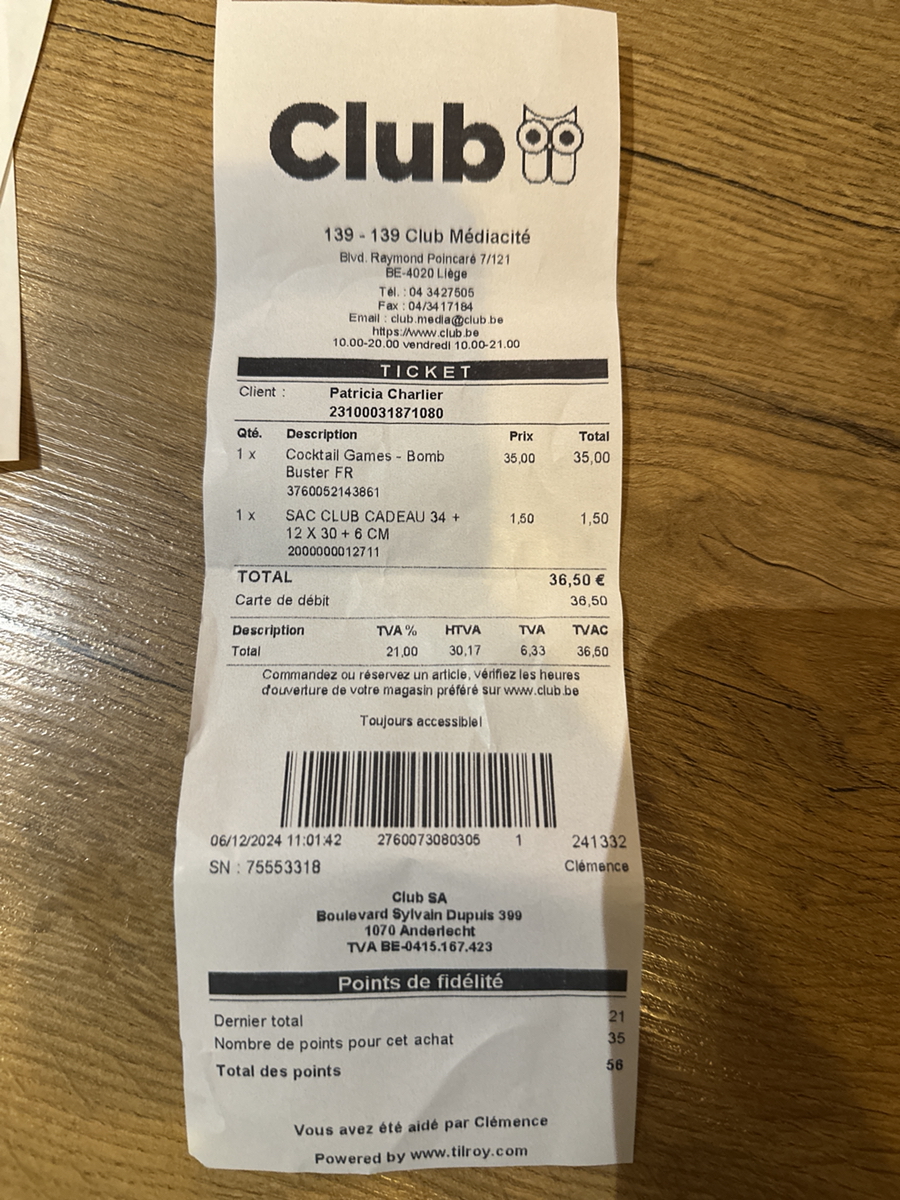 Club
139 - 139 Club Médiacité
Blvd. Raymond Poincaré 7/121
BE-4020 Liège
Tél. : 04 3427505
Fax : 04/3417184
Email : club.media@club.be
https://www.club.be
10.00-20.00 vendredi 10.00-21.00
TICKET
Client : Patricia Charlier
23100031871080
Qté. Description Prix Total
1 x Cocktail Games - Bomb 35,00 35,00
Buster FR
3760052143861
1 x SAC CLUB CADEAU 34 + 1,50 1,50
12 X 30 + 6 CM
2000000012711
TOTAL 36,50 €
Carte de débit 36,50
Description TVA % HTVA TVA TVAC
Total 21,00 30,17 6,33 36,50
Commandez ou réservez un article, vérifiez les heures
d'ouverture de votre magasin préféré sur www.club.be
Toujours accessible!
06/12/2024 11:01:42 2760073080305 1 241332
SN : 75553318 Clémence
Club SA
Boulevard Sylvain Dupuis 399
1070 Anderlecht
TVA BE-0415.167.423
Points de fidélité
Dernier total 21
Nombre de points pour cet achat 35
Total des points 56
Vous avez été aidé par Clémence
Powered by www.tilroy.com